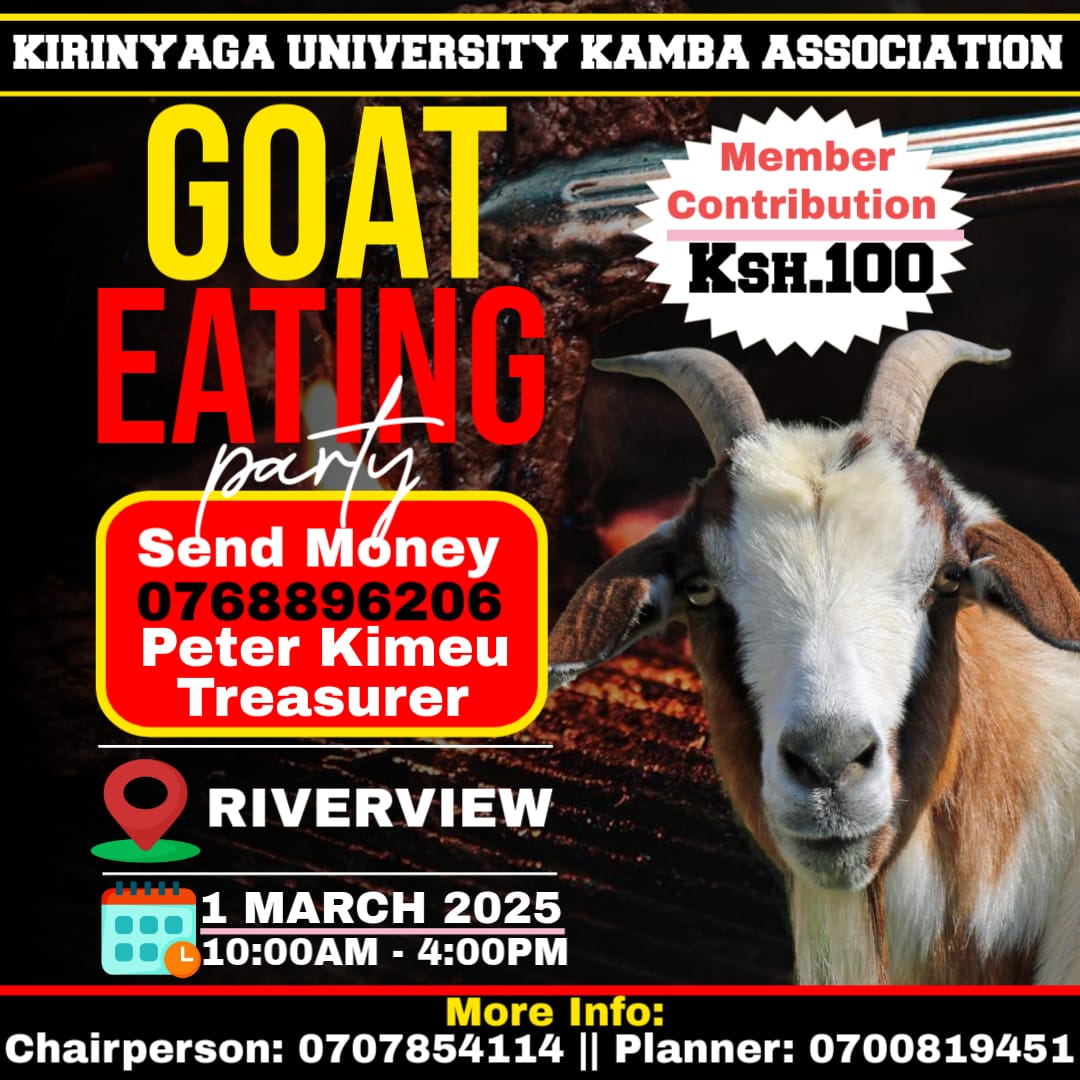 KIRINYAGA UNIVERSITY KAMBA ASSOCIATION
GOAT
EATING
party
Member
Contribution
KSH.100
Send Money
0768896206
Peter Kimeu
Treasurer
RIVERVIEW
1 MARCH 2025
10:00AM - 4:00PM
More Info:
Chairperson: 0707854114 || Planner: 0700819451